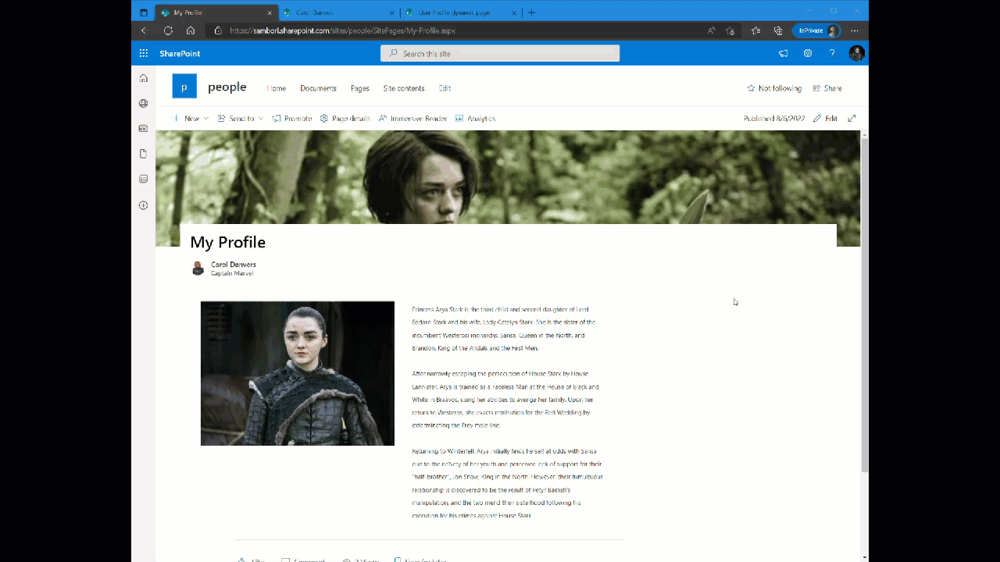 My Profile
Carol Danvers
User Profile dynamic page
https://sambori.sharepoint.com/sites/people/SitePages/My-Profile.aspx
InPrivate
SharePoint
Search this site
p
people
Home
Documents
Pages
Site contents
Edit
Not following
Share
New
Send to
Promote
Page details
Immersive Reader
Analytics
Published 8/6/2022
Edit
My Profile
Carol Danvers
Captain Marvel
Princess Arya Stark is the third child and second daughter of Lord
Eddard Stark and his wife, Lady Catelyn Stark. She is the sister of the
incumbent Westerosi monarchs, Sansa, Queen in the North, and
Brandon, King of the Andals and the First Men.
After narrowly escaping the persecution of House Stark by House
Lannister, Arya is trained as a Faceless Man at the House of Black and
White in Braavos, using her abilities to avenge her family. Upon her
return to Westeros, she exacts retribution for the Red Wedding by
exterminating the Frey male line.
Returning to Winterfell, Arya initially finds herself at odds with Sansa
due to the naïvety of her youth and perceived lack of support for their
"half-brother", Jon Snow, King in the North. However, their tumultuous
relationship is discovered to be the result of Petyr Baelish's
manipulation, and the two mend their sisterhood following his
execution for his crimes against House Stark
Like
Comment
Views
Save for later